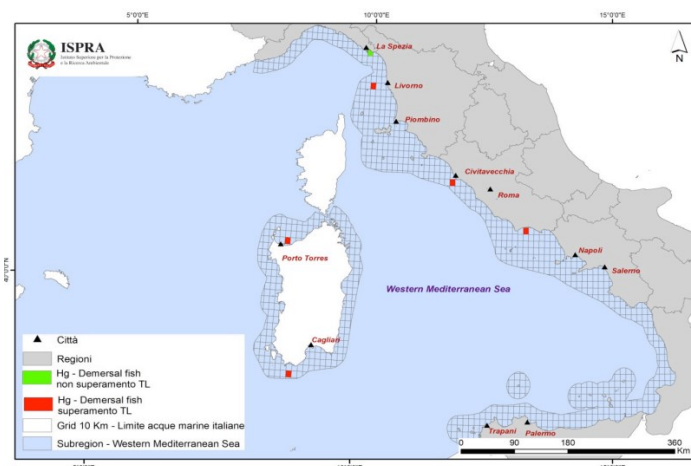 5°0'0"E
10°0'0"E
15°0'0"E
ISPRA
Istituto Superiore per la Protezione
e la Ricerca Ambientale
N
La Spezia
Livorno
Piombino
Civitavecchia
Roma
Napoli
Salerno
Porto Torres
Western Mediterranean Sea
Cagliari
Trapani
Palermo
Città
Regioni
Hg - Demersal fish
non superamento TL
Hg - Demersal fish
superamento TL
Grid 10 Km - Limite acque marine italiane
Subregion - Western Mediterranean Sea
0 90 180 360
Km